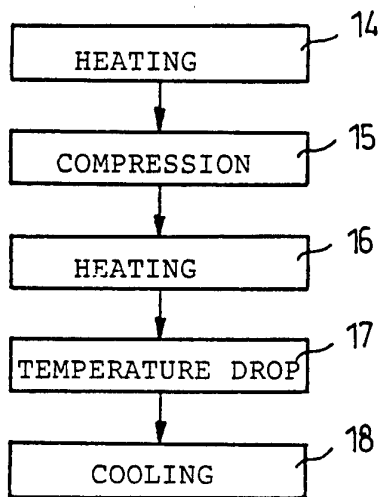 14
HEATING
15
COMPRESSION
16
HEATING
17
TEMPERATURE DROP
18
COOLING